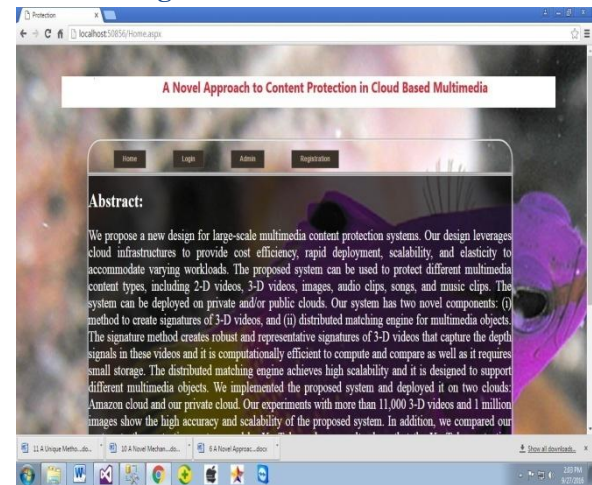 Protection
localhost:50856/Home.aspx
A Novel Approach to Content Protection in Cloud Based Multimedia
Home Login Admin Registration
Abstract:
We propose a new design for large-scale multimedia content protection systems. Our design leverages
cloud infrastructures to provide cost efficiency, rapid deployment, scalability, and elasticity to
accommodate varying workloads. The proposed system can be used to protect different multimedia
content types, including 2-D videos, 3-D videos, images, audio clips, songs, and music clips. The
system can be deployed on private and/or public clouds. Our system has two novel components: (i)
method to create signatures of 3-D videos, and (ii) distributed matching engine for multimedia objects.
The signature method creates robust and representative signatures of 3-D videos that capture the depth
signals in these videos and it is computationally efficient to compute and compare as well as it requires
small storage. The distributed matching engine achieves high scalability and it is designed to support
different multimedia objects. We implemented the proposed system and deployed it on two clouds:
Amazon cloud and our private cloud. Our experiments with more than 11,000 3-D videos and 1 million
images show the high accuracy and scalability of the proposed system. In addition, we compared our
11 A Unique Metho...do... 10 A Novel Mechan...do... 6 A Novel Approac...docx Show all downloads...
2:03 PM
9/27/2016